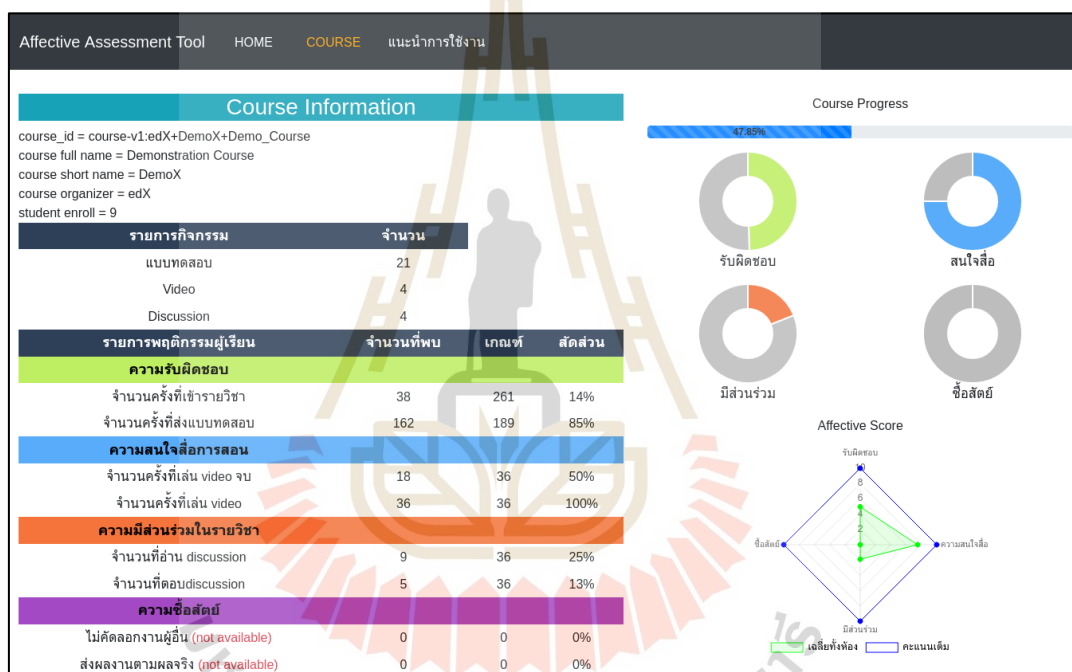 Affective Assessment Tool HOME COURSE แนะนำการใช้งาน
Course Information
course_id = course-v1:edX+DemoX+Demo_Course
course full name = Demonstration Course
course short name = DemoX
course organizer = edX
student enroll = 9
รายการกิจกรรม จำนวน
แบบทดสอบ 21
Video 4
Discussion 4
รายการพฤติกรรมผู้เรียน จำนวนที่พบ เกณฑ์ สัดส่วน
ความรับผิดชอบ
จำนวนครั้งที่เข้ารายวิชา 38 261 14%
จำนวนครั้งที่ส่งแบบทดสอบ 162 189 85%
ความสนใจสื่อการสอน
จำนวนครั้งที่เล่น video จบ 18 36 50%
จำนวนครั้งที่เล่น video 36 36 100%
ความมีส่วนร่วมในรายวิชา
จำนวนที่อ่าน discussion 9 36 25%
จำนวนที่ตอบdiscussion 5 36 13%
ความซื่อสัตย์
ไม่คัดลอกงานผู้อื่น (not available) 0 0 0%
ส่งผลงานตามผลจริง (not available) 0 0 0%
Course Progress
47.85%
รับผิดชอบ สนใจสื่อ
มีส่วนร่วม ซื่อสัตย์
Affective Score
รับผิดชอบ
10
8
6
4
2
ซื่อสัตย์ ความสนใจสื่อ
มีส่วนร่วม
เฉลี่ยทั้งห้อง คะแนนเต็ม